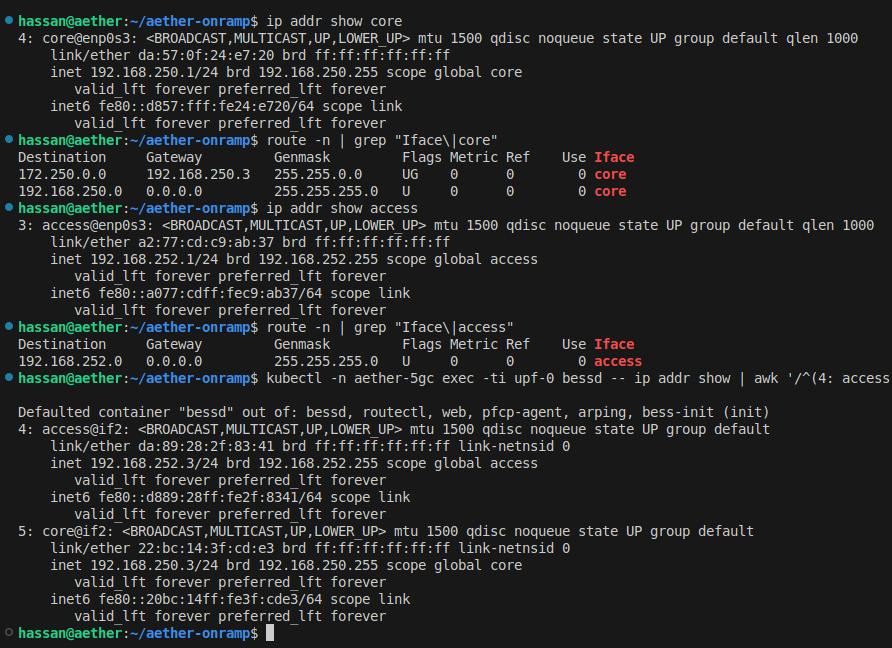 hassan@aether:~/aether-onramp$ ip addr show core
4: core@enp0s3: <BROADCAST,MULTICAST,UP,LOWER_UP> mtu 1500 qdisc noqueue state UP group default qlen 1000
    link/ether da:57:0f:24:e7:20 brd ff:ff:ff:ff:ff:ff
    inet 192.168.250.1/24 brd 192.168.250.255 scope global core
       valid_lft forever preferred_lft forever
    inet6 fe80::d857:fff:fe24:e720/64 scope link
       valid_lft forever preferred_lft forever
hassan@aether:~/aether-onramp$ route -n | grep "Iface\|core"
Destination     Gateway         Genmask         Flags Metric Ref    Use Iface
172.250.0.0     192.168.250.3   255.255.0.0     UG    0      0        0 core
192.168.250.0   0.0.0.0         255.255.255.0   U     0      0        0 core
hassan@aether:~/aether-onramp$ ip addr show access
3: access@enp0s3: <BROADCAST,MULTICAST,UP,LOWER_UP> mtu 1500 qdisc noqueue state UP group default qlen 1000
    link/ether a2:77:cd:c9:ab:37 brd ff:ff:ff:ff:ff:ff
    inet 192.168.252.1/24 brd 192.168.252.255 scope global access
       valid_lft forever preferred_lft forever
    inet6 fe80::a077:cdff:fec9:ab37/64 scope link
       valid_lft forever preferred_lft forever
hassan@aether:~/aether-onramp$ route -n | grep "Iface\|access"
Destination     Gateway         Genmask         Flags Metric Ref    Use Iface
192.168.252.0   0.0.0.0         255.255.255.0   U     0      0        0 access
hassan@aether:~/aether-onramp$ kubectl -n aether-5gc exec -ti upf-0 bessd -- ip addr show | awk '/^(4: access
Defaulted container "bessd" out of: bessd, routectl, web, pfcp-agent, arping, bess-init (init)
4: access@if2: <BROADCAST,MULTICAST,UP,LOWER_UP> mtu 1500 qdisc noqueue state UP group default
    link/ether da:89:28:2f:83:41 brd ff:ff:ff:ff:ff:ff link-netnsid 0
    inet 192.168.252.3/24 brd 192.168.252.255 scope global access
       valid_lft forever preferred_lft forever
    inet6 fe80::d889:28ff:fe2f:8341/64 scope link
       valid_lft forever preferred_lft forever
5: core@if2: <BROADCAST,MULTICAST,UP,LOWER_UP> mtu 1500 qdisc noqueue state UP group default
    link/ether 22:bc:14:3f:cd:e3 brd ff:ff:ff:ff:ff:ff link-netnsid 0
    inet 192.168.250.3/24 brd 192.168.250.255 scope global core
       valid_lft forever preferred_lft forever
    inet6 fe80::20bc:14ff:fe3f:cde3/64 scope link
       valid_lft forever preferred_lft forever
hassan@aether:~/aether-onramp$